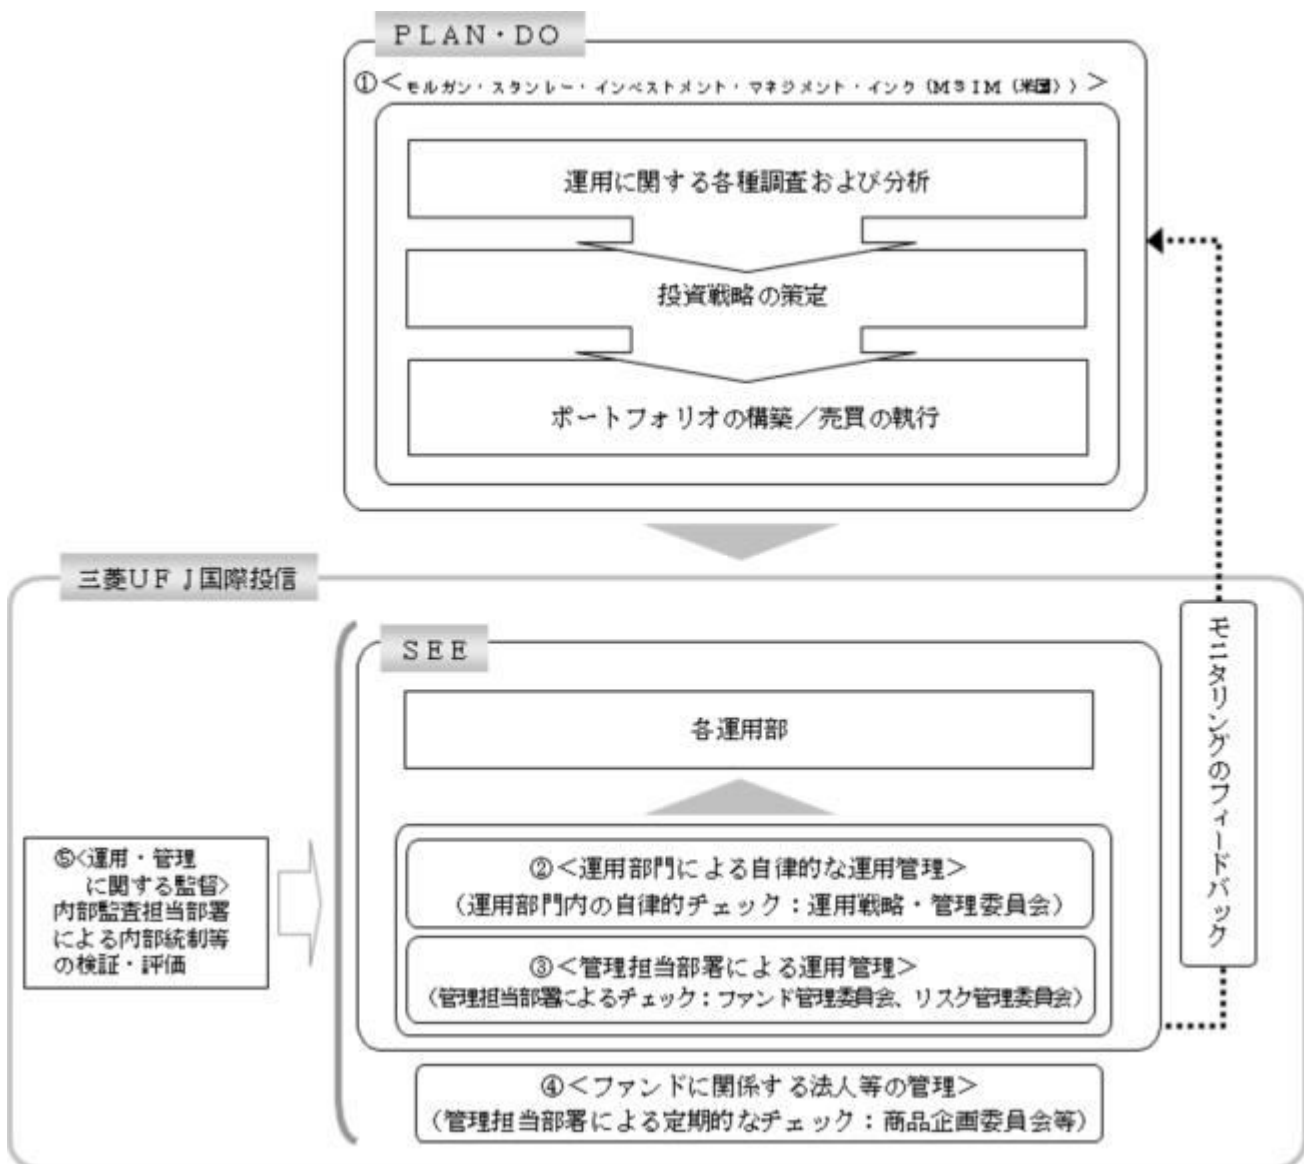 PLAN・DO
①<モルガン・スタンレー・インベストメント・マネジメント・インク(MSIM(米国))>
運用に関する各種調査および分析
投資戦略の策定
ポートフォリオの構築/売買の執行
三菱UFJ国際投信
SEE
各運用部
②<運用部門による自律的な運用管理>
(運用部門内の自律的チェック:運用戦略・管理委員会)
③<管理担当部署による運用管理>
(管理担当部署によるチェック:ファンド管理委員会、リスク管理委員会)
④<ファンドに関係する法人等の管理>
(管理担当部署による定期的なチェック:商品企画委員会等)
⑤<運用・管理
に関する監督>
内部監査担当部署
による内部統制等
の検証・評価
モニタリングのフィードバック